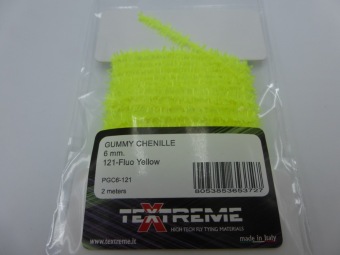 GUMMY CHENILLE
6 mm.
121-Fluo Yellow
PGC6-121
2 meters
8053853663727
TEXTREME
HIGH TECH FLY TYING MATERIALS
www.textreme.it
made in Italy